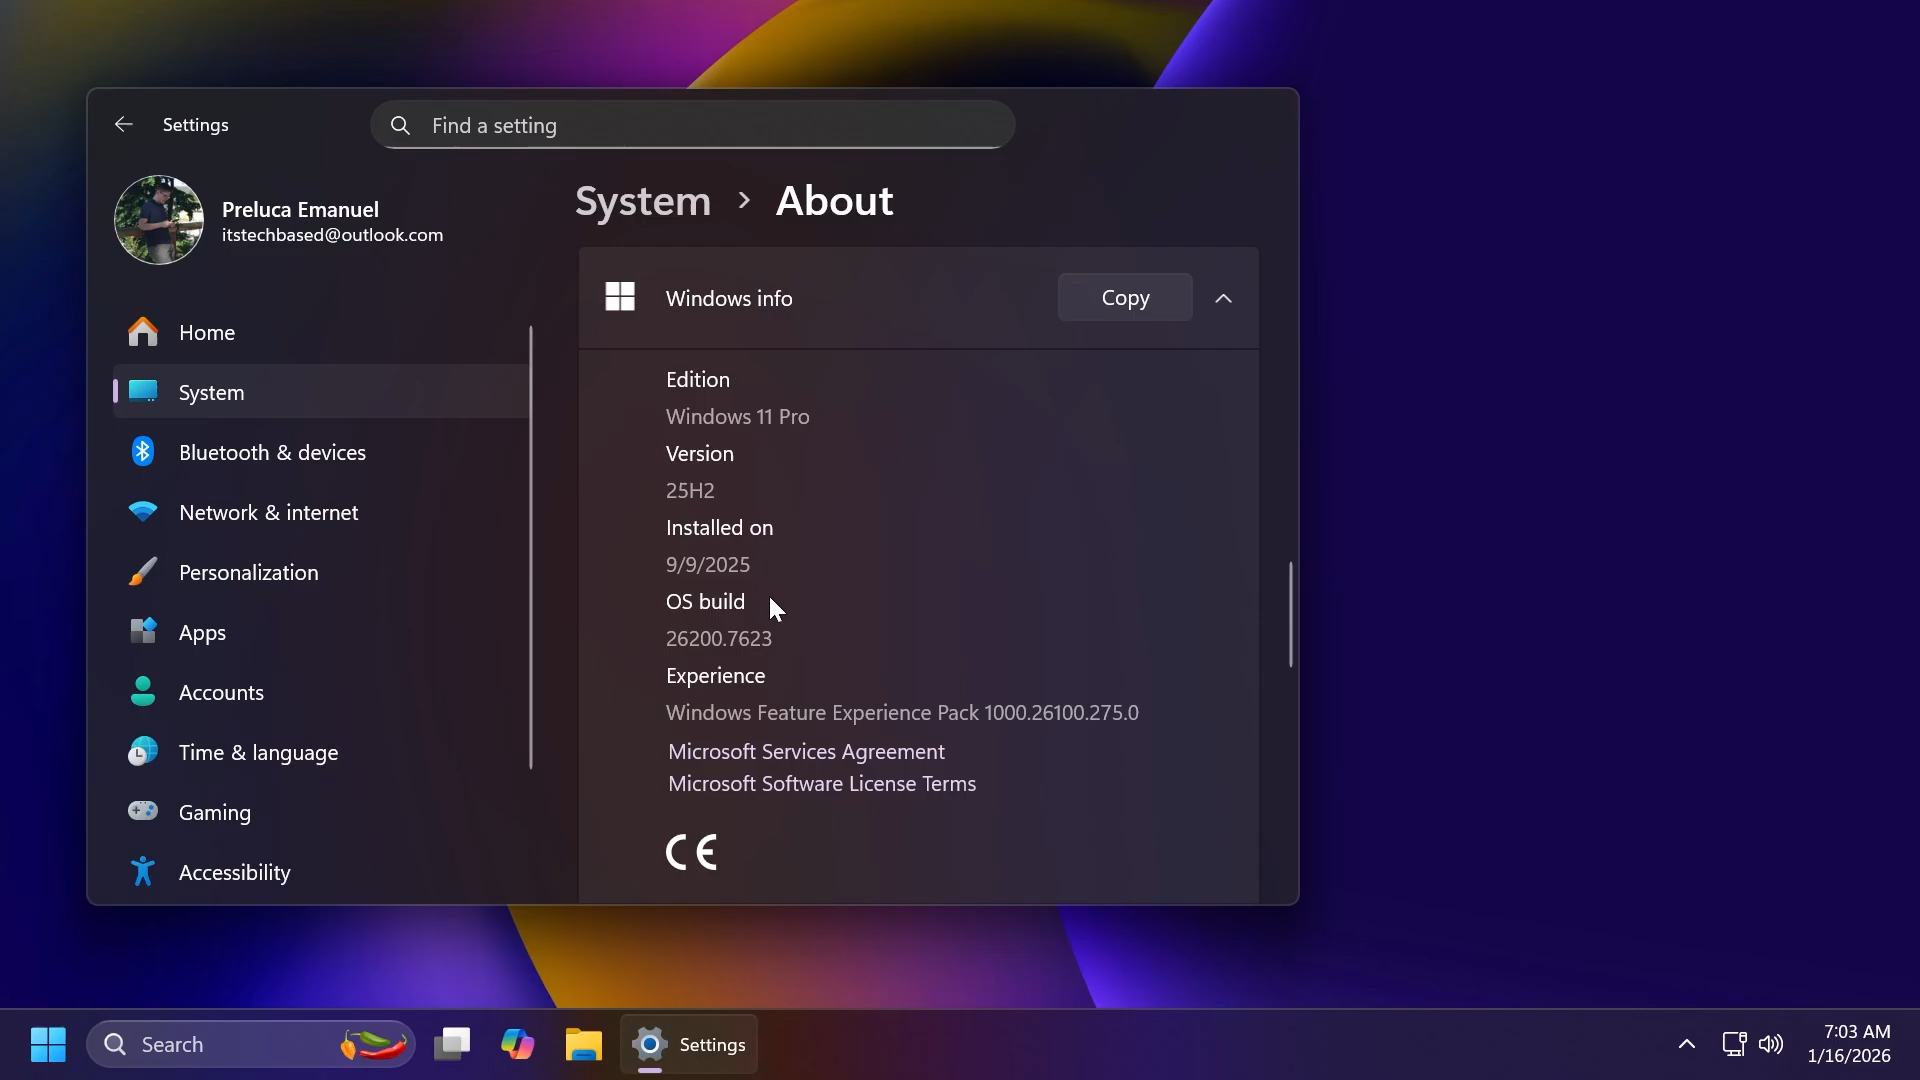 Settings
Find a setting
Preluca Emanuel
itstechbased@outlook.com
Home
System
Bluetooth & devices
Network & internet
Personalization
Apps
Accounts
Time & language
Gaming
Accessibility
System > About
Windows info
Copy
Edition
Windows 11 Pro
Version
25H2
Installed on
9/9/2025
OS build
26200.7623
Experience
Windows Feature Experience Pack 1000.26100.275.0
Microsoft Services Agreement
Microsoft Software License Terms
CE
Search
Settings
7:03 AM
1/16/2026